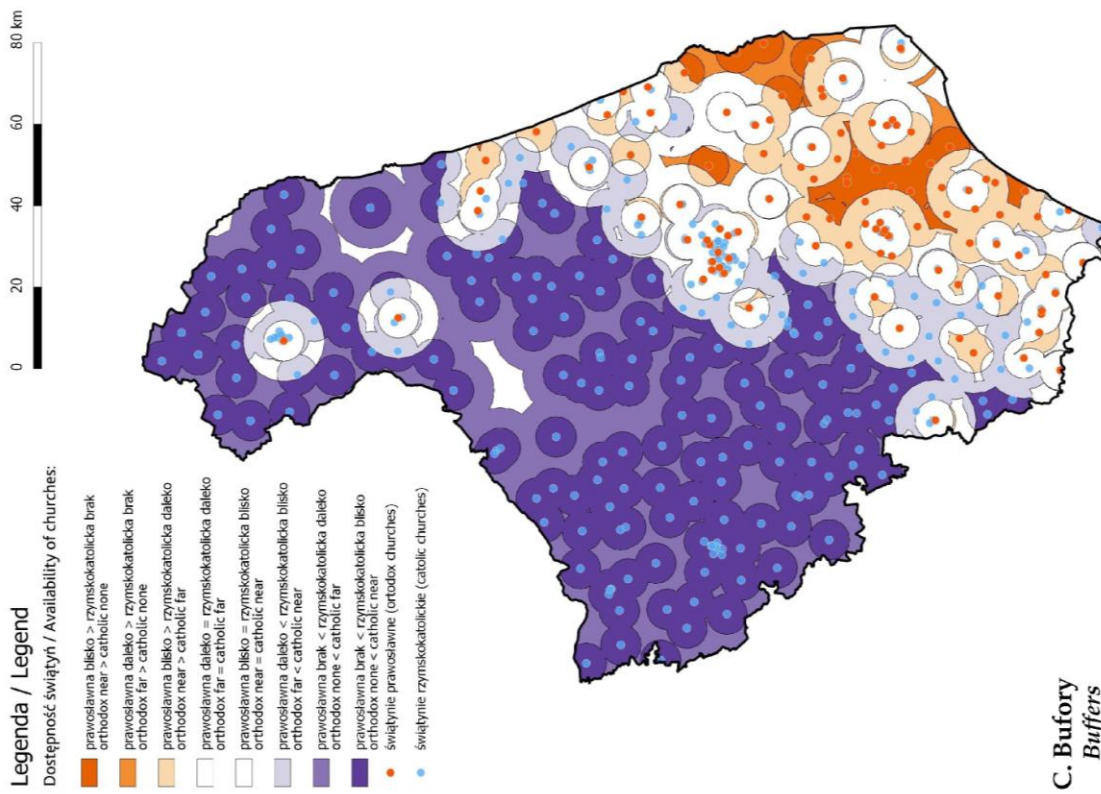 Legenda / Legend
Dostępność świątyń / Availability of churches:
prawosławna blisko > rzymskokatolicka brak
orthodox near > catholic none
prawosławna daleko > rzymskokatolicka brak
orthodox far > catholic none
prawosławna blisko > rzymskokatolicka daleko
orthodox near > catholic far
prawosławna daleko = rzymskokatolicka daleko
orthodox far = catholic far
prawosławna blisko = rzymskokatolicka blisko
orthodox near = catholic near
prawosławna daleko < rzymskokatolicka blisko
orthodox far < catholic near
prawosławna brak < rzymskokatolicka daleko
orthodox none < catholic far
prawosławna brak < rzymskokatolicka blisko
orthodox none < catholic near
świątynie prawosławne (ortodox churches)
świątynie rzymskokatolickie (catolic churches)
0 20 40 60 80 km
C. Bufory
Buffers